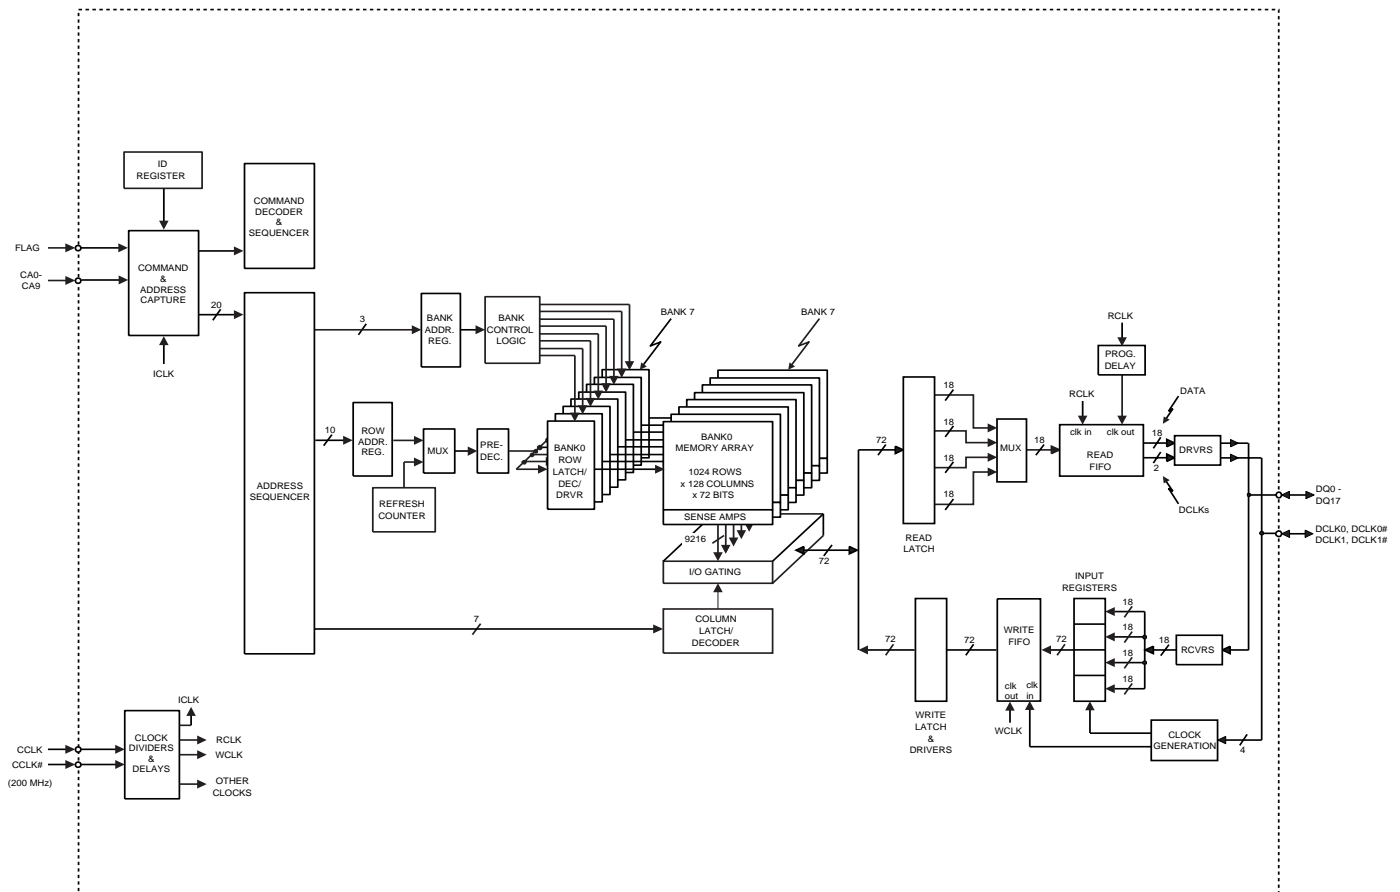 ID
REGISTER
COMMAND
DECODER
&
SEQUENCER
FLAG
CA0-
CA9
COMMAND
&
ADDRESS
CAPTURE
20
ICLK
ADDRESS
SEQUENCER
3
BANK
ADDR.
REG.
BANK
CONTROL
LOGIC
BANK 7
BANK 7
10
ROW
ADDR.
REG.
MUX
PRE-
DEC.
REFRESH
COUNTER
BANK0
ROW
LATCH/
DEC/
DRVR
BANK0
MEMORY ARRAY
1024 ROWS
x 128 COLUMNS
x 72 BITS
SENSE AMPS
9216
I/O GATING
72
7
COLUMN
LATCH/
DECODER
72
READ
LATCH
18
18
18
18
MUX
18
RCLK
PROG.
DELAY
RCLK
clk in
clk out
READ
FIFO
DATA
18
2
DCLKs
DRVRS
DQ0 -
DQ17
DCLK0, DCLK0#
DCLK1, DCLK1#
72
WRITE
LATCH
&
DRIVERS
72
WRITE
FIFO
clk
out
clk
in
WCLK
72
INPUT
REGISTERS
18
18
18
18
18
RCVRS
CLOCK
GENERATION
4
CCLK
CCLK#
(200 MHz)
CLOCK
DIVIDERS
&
DELAYS
ICLK
RCLK
WCLK
OTHER
CLOCKS